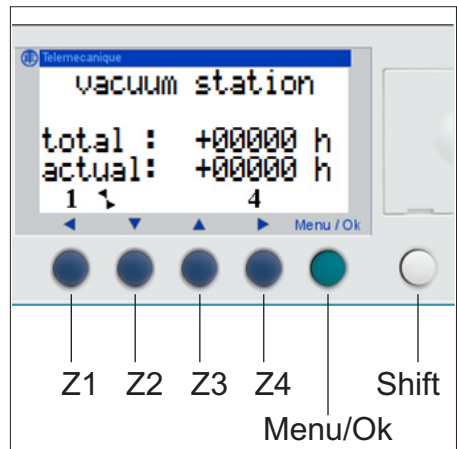 Telemecanique
vacuum station
total : +00000 h
actual: +00000 h
1 4
Menu / Ok
Z1 Z2 Z3 Z4 Shift
Menu/Ok